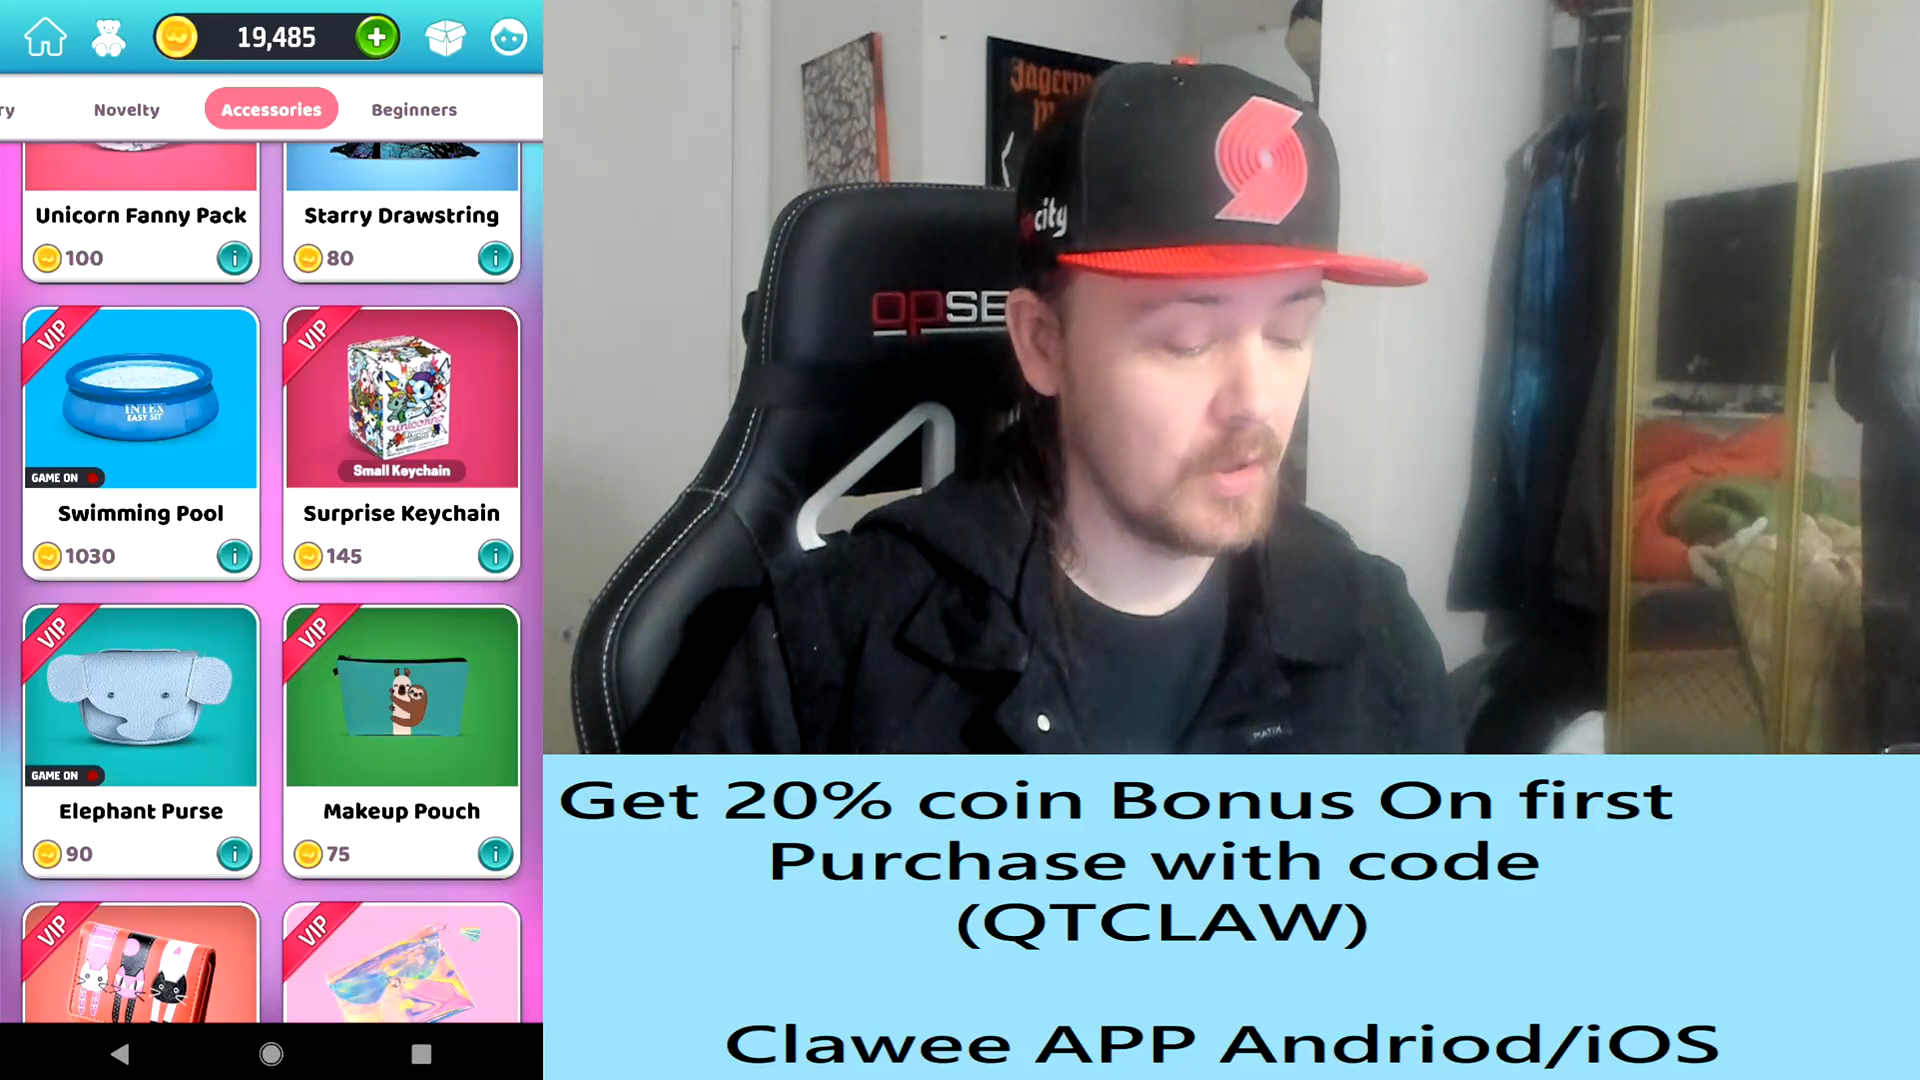 19,485
ry
Novelty
Accessories
Beginners
Unicorn Fanny Pack
Starry Drawstring
100
i
80
i
VIP
VIP
INTEX
EASY SET
GAME ON
Small Keychain
Swimming Pool
Surprise Keychain
1030
i
145
i
VIP
VIP
GAME ON
Elephant Purse
Makeup Pouch
90
i
75
i
VIP
VIP
Jägerm
city
opSE
Get 20% coin Bonus On first
Purchase with code
(QTCLAW)
Clawee APP Andriod/iOS